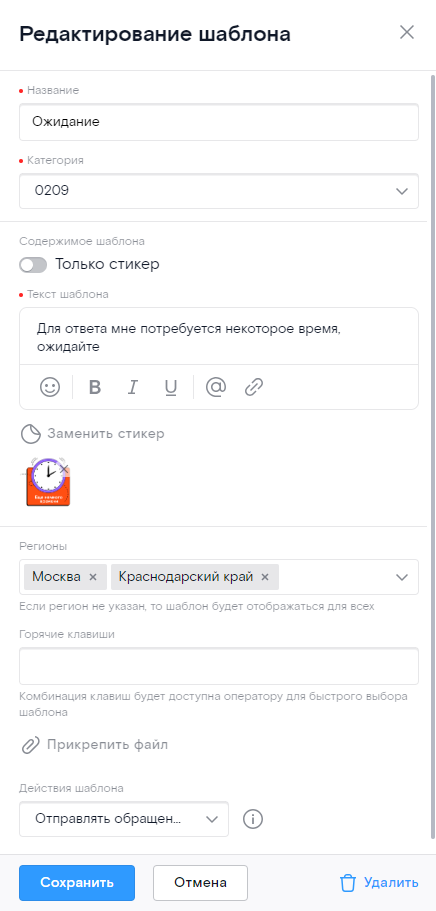 Редактирование шаблона
Название
Ожидание
Категория
0209
Содержимое шаблона
Только стикер
Текст шаблона
Для ответа мне потребуется некоторое время,
ожидайте
B I U @
Заменить стикер
Регионы
Москва × Краснодарский край ×
Если регион не указан, то шаблон будет отображаться для всех
Горячие клавиши
Комбинация клавиш будет доступна оператору для быстрого выбора
шаблона
Прикрепить файл
Действия шаблона
Отправлять обращен...
Сохранить Отмена Удалить